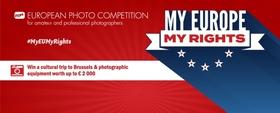 EUROPEAN PHOTO COMPETITION
for amateur and professional photographers
#MyEUMyRights
Win a cultural trip to Brussels & photographic
equipment worth up to € 2 000
MY EUROPE
MY RIGHTS